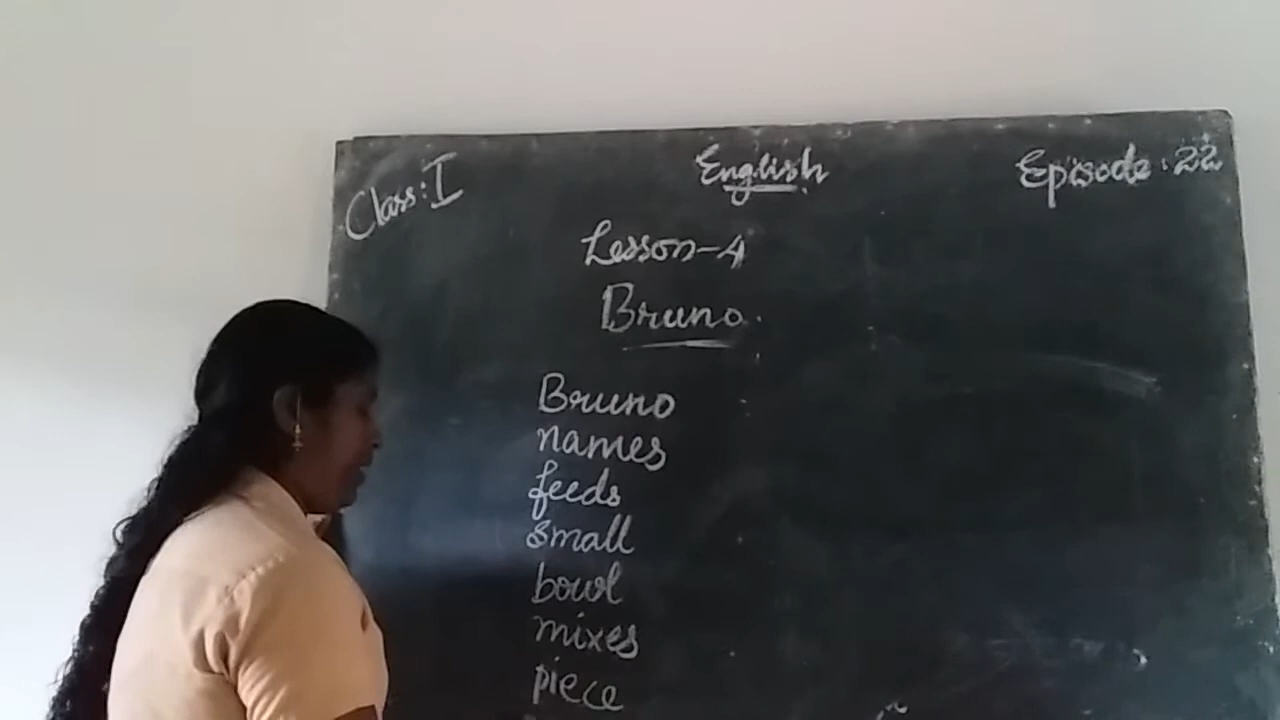 Class: I English Episode: 22
Lesson-4
Bruno.
Bruno
names
feeds
small
bowl
mixes
piece